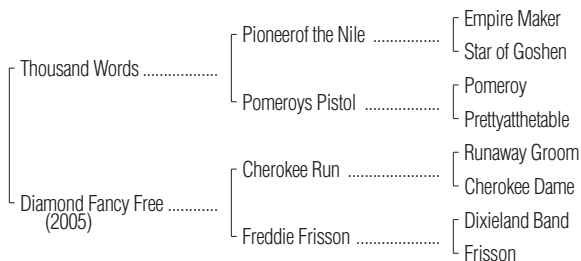 Empire Maker
Pioneerof the Nile ................
Star of Goshen
Thousand Words ..................
Pomeroy
Pomeroys Pistol ..................
Prettyatthetable
Runaway Groom
Cherokee Run ......................
Cherokee Dame
Diamond Fancy Free ............
(2005)
Dixieland Band
Freddie Frisson ....................
Frisson